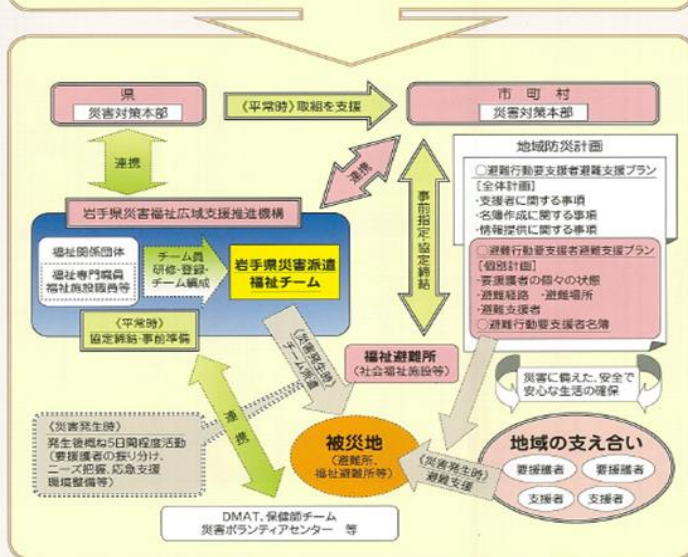 県
災害対策本部
《平常時》取組を支援
市町村
災害対策本部
連携
連携
事前指定・協定締結
地域防災計画
○避難行動要支援者避難支援プラン
[全体計画]
・支援者に関する事項
・名簿作成に関する事項
・情報提供に関する事項
○避難行動要支援者避難支援プラン
[個別計画]
・要援護者の個々の状態
・避難経路 ・避難場所
・避難支援者
○避難行動要支援者名簿
岩手県災害福祉広域支援推進機構
福祉関係団体
福祉専門職員
福祉施設職員等
チーム員
研修・登録・
チーム編成
岩手県災害派遣
福祉チーム
《平常時》
協定締結・事前準備
《災害発生時》
チーム派遣
福祉避難所
(社会福祉施設等)
災害に備えた、安全で
安心な生活の確保
《災害発生時》
発生後概ね5日間程度活動
(要援護者の振り分け、
ニーズ把握、応急支援
環境整備等)
連携
被災地
(避難所、
福祉避難所等)
《災害発生時》
避難支援
地域の支え合い
要援護者 要援護者
支援者 支援者
DMAT、保健師チーム
災害ボランティアセンター 等